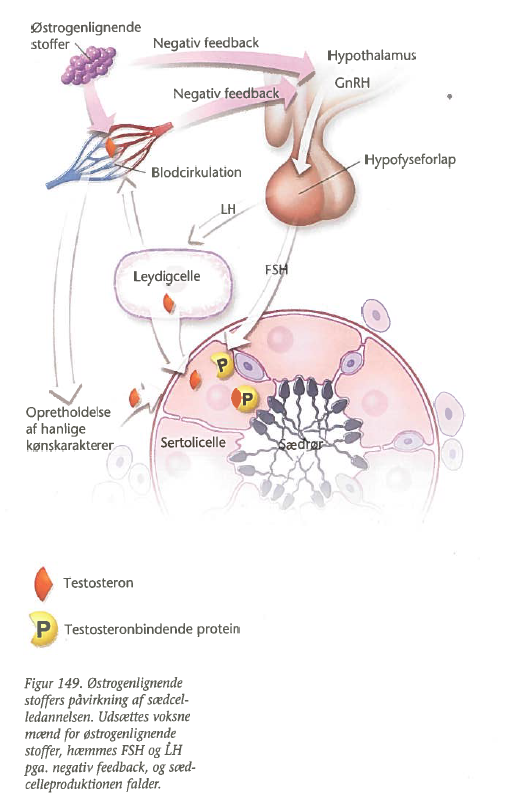 Østrogenlignende
stoffer
Negativ feedback
Hypothalamus
GnRH
Negativ feedback
Hypofyseforlap
Blodcirkulation
LH
Leydigcelle
FSH
P
P
Opretholdelse
af hanlige
kønskarakterer
Sertolicelle
Sædrør
Testosteron
P
Testosteronbindende protein
Figur 149. Østrogenlignende
stoffers påvirkning af sædcel-
ledannelsen. Udsættes voksne
mænd for østrogenlignende
stoffer, hæmmes FSH og LH
pga. negativ feedback, og sæd-
celleproduktionen falder.